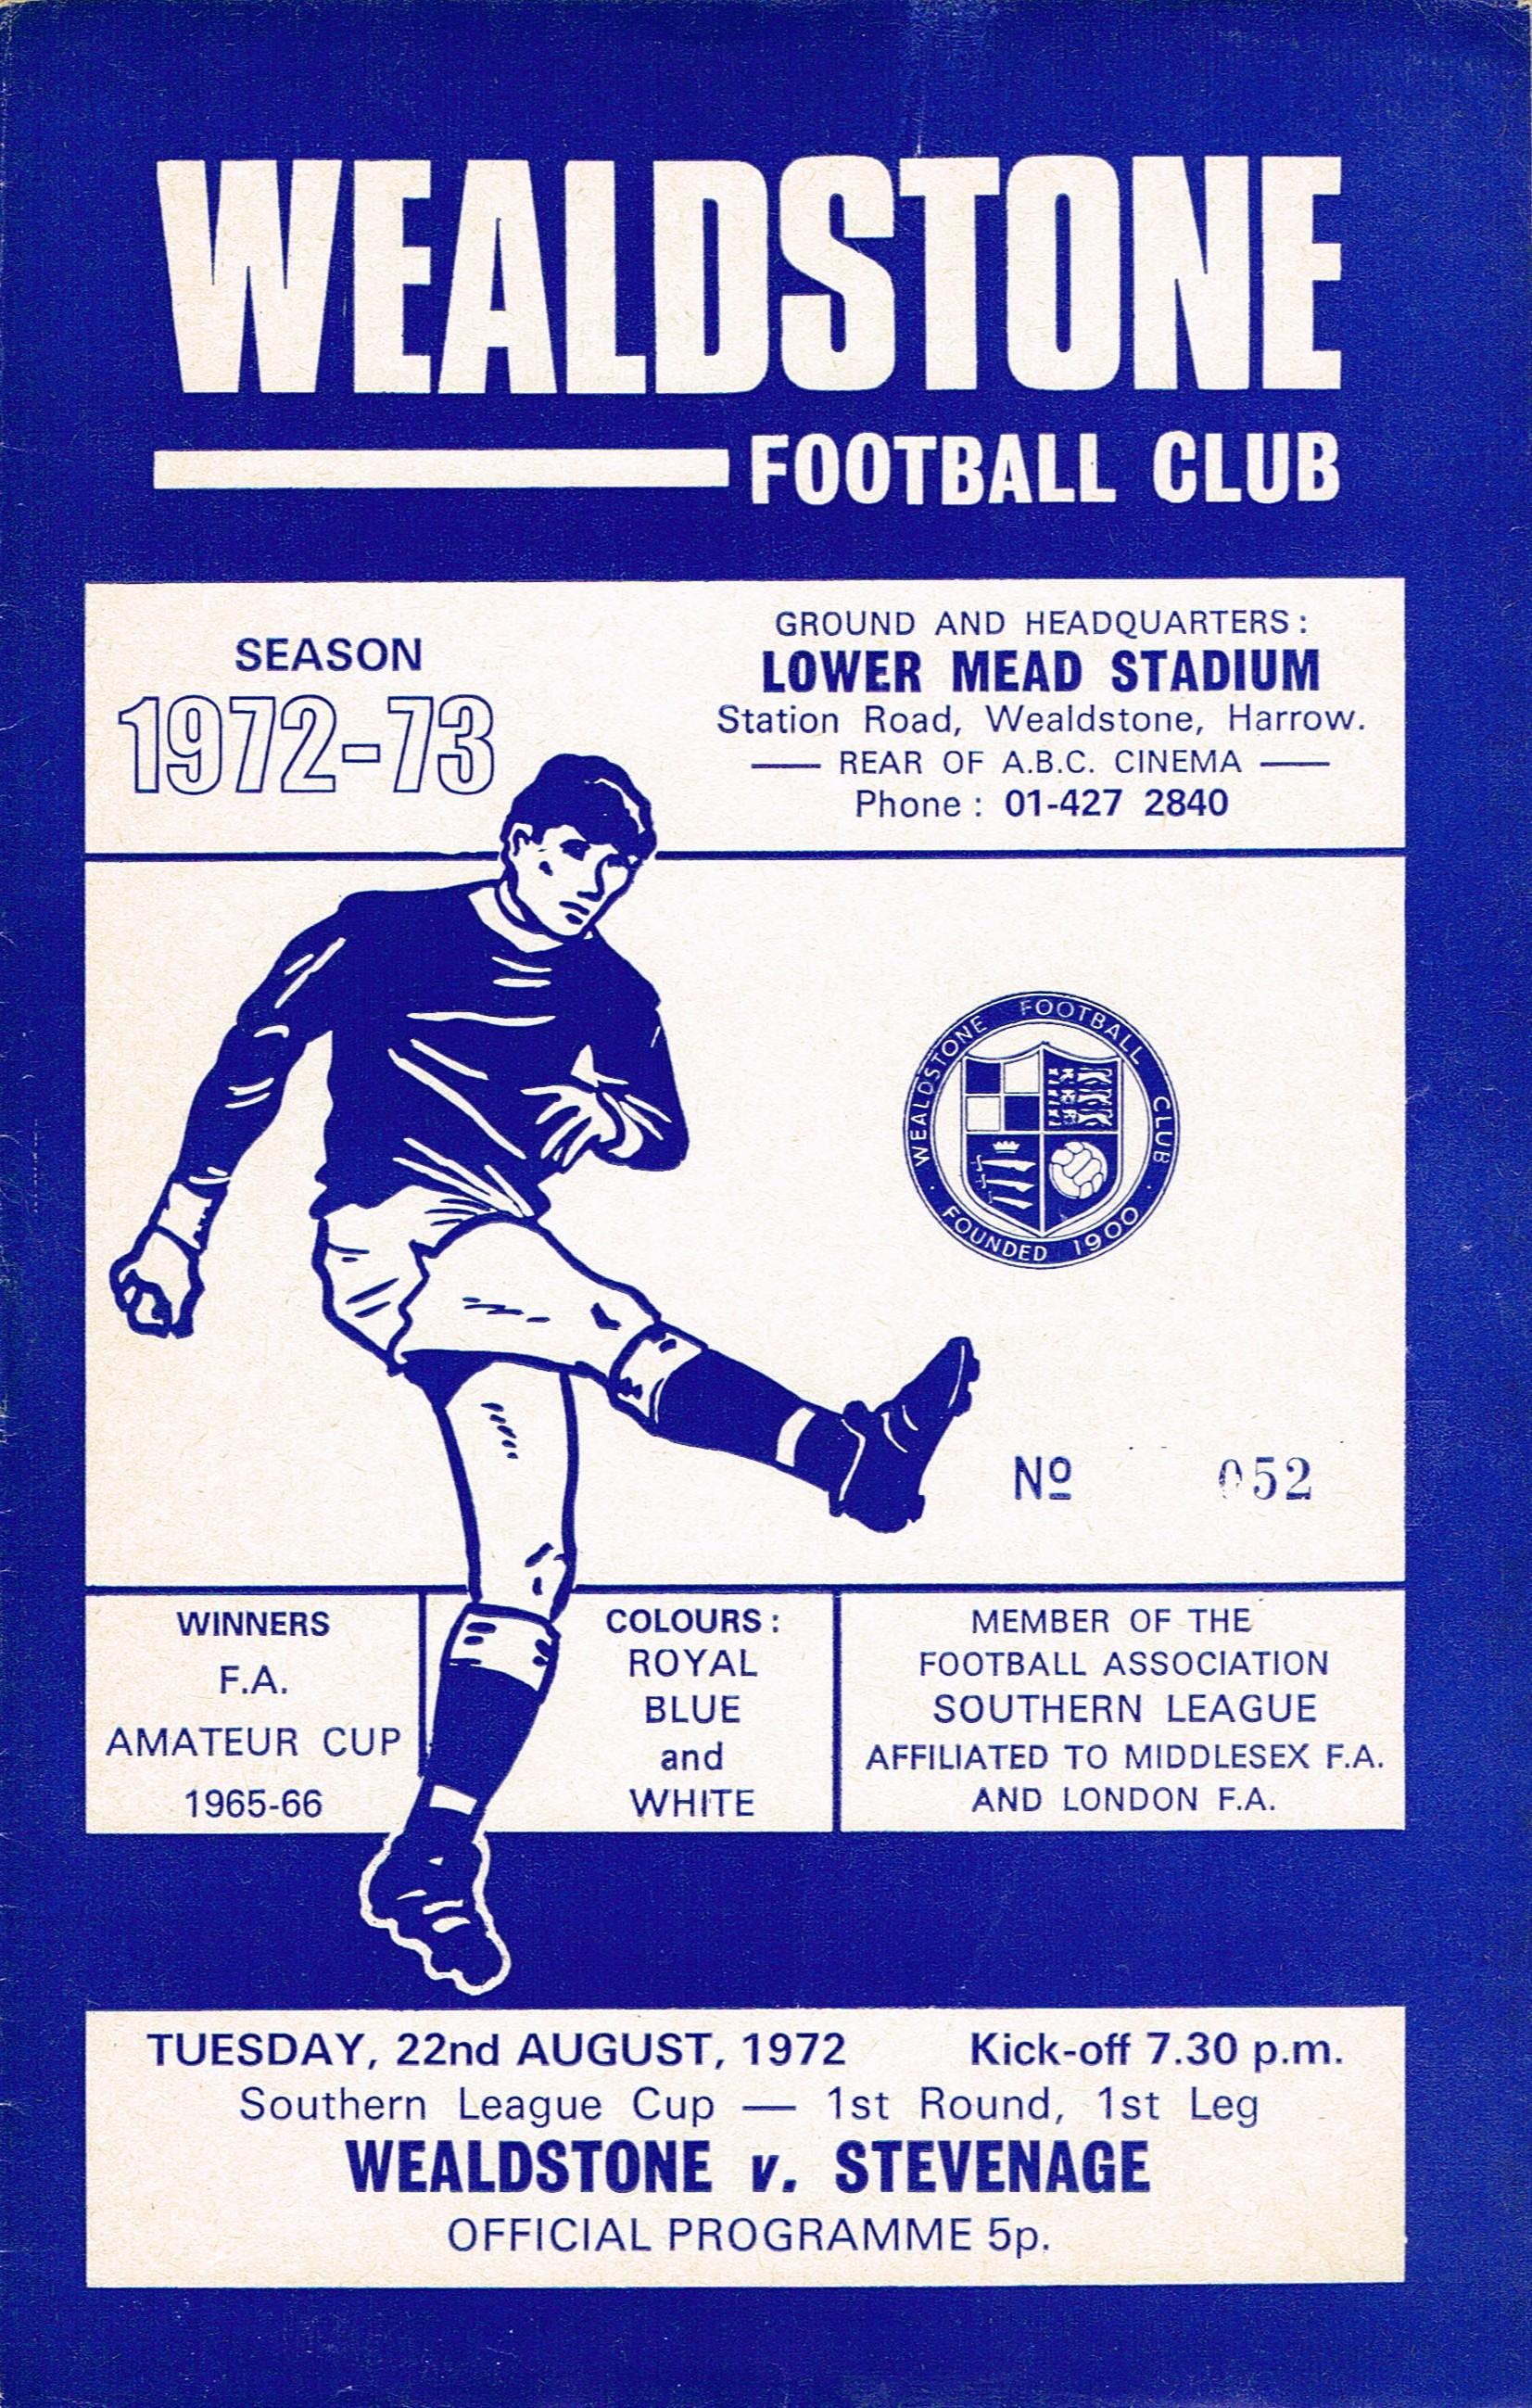 WEALDSTONE
FOOTBALL CLUB
SEASON
1972-73
GROUND AND HEADQUARTERS:
LOWER MEAD STADIUM
Station Road, Wealdstone, Harrow.
— REAR OF A.B.C. CINEMA —
Phone: 01-427 2840
WEALDSTONE FOOTBALL CLUB
· FOUNDED 1900 ·
Nº 052
WINNERS
F.A.
AMATEUR CUP
1965-66
COLOURS:
ROYAL
BLUE
and
WHITE
MEMBER OF THE
FOOTBALL ASSOCIATION
SOUTHERN LEAGUE
AFFILIATED TO MIDDLESEX F.A.
AND LONDON F.A.
TUESDAY, 22nd AUGUST, 1972 Kick-off 7.30 p.m.
Southern League Cup — 1st Round, 1st Leg
WEALDSTONE v. STEVENAGE
OFFICIAL PROGRAMME 5p.